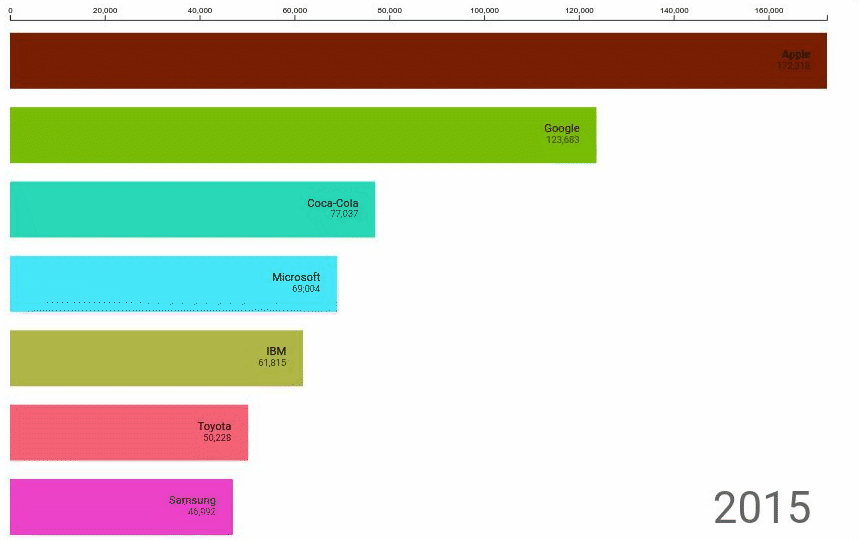 0 20,000 40,000 60,000 80,000 100,000 120,000 140,000 160,000
Apple
Google
123,683
Coca-Cola
77,037
Microsoft
69,004
IBM
61,815
Toyota
50,228
Samsung
46,992
2015